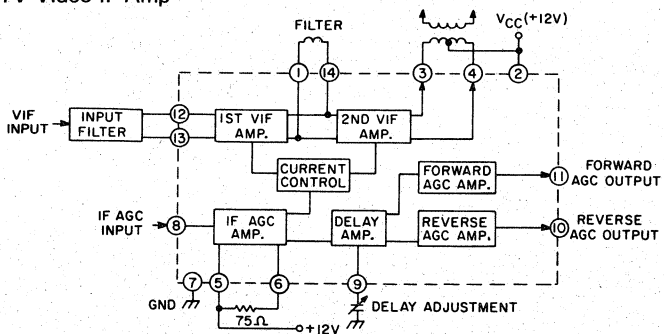 TV Video IF Amp
FILTER
VCC (+12V)
1
14
3
4
2
VIF INPUT
INPUT FILTER
12
13
1ST VIF AMP.
2ND VIF AMP.
CURRENT CONTROL
FORWARD AGC AMP.
11
FORWARD AGC OUTPUT
IF AGC INPUT
8
IF AGC AMP.
DELAY AMP.
REVERSE AGC AMP.
10
REVERSE AGC OUTPUT
7
5
6
9
GND
75Ω
+12V
DELAY ADJUSTMENT